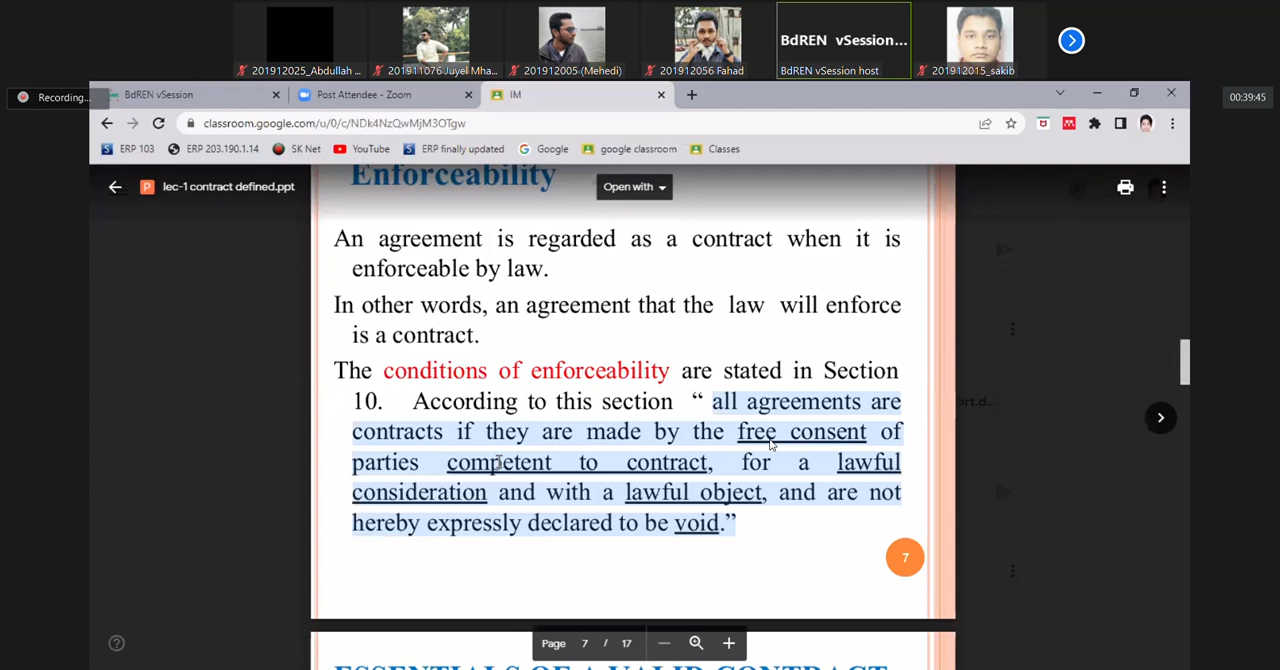 BdREN vSession...
201912025_Abdullah ...
201911076 Juyel Mha...
201912005 (Mehedi)
201912056 Fahad
BdREN vSession host
201912015_sakib
Recording...
BdREN vSession
Post Attendee - Zoom
IM
00:39:45
classroom.google.com/u/0/c/NDk4NzQwMjM3OTgw
ERP 103
ERP 203.190.1.14
SK Net
YouTube
ERP finally updated
Google
google classroom
Classes
lec-1 contract defined.ppt
Open with
Enforceability
An agreement is regarded as a contract when it is
enforceable by law.
In other words, an agreement that the law will enforce
is a contract.
The conditions of enforceability are stated in Section
10. According to this section “ all agreements are
contracts if they are made by the free consent of
parties competent to contract, for a lawful
consideration and with a lawful object, and are not
hereby expressly declared to be void.”
7
Page 7 / 17
ESSENTIALS OF A VALID CONTRACT